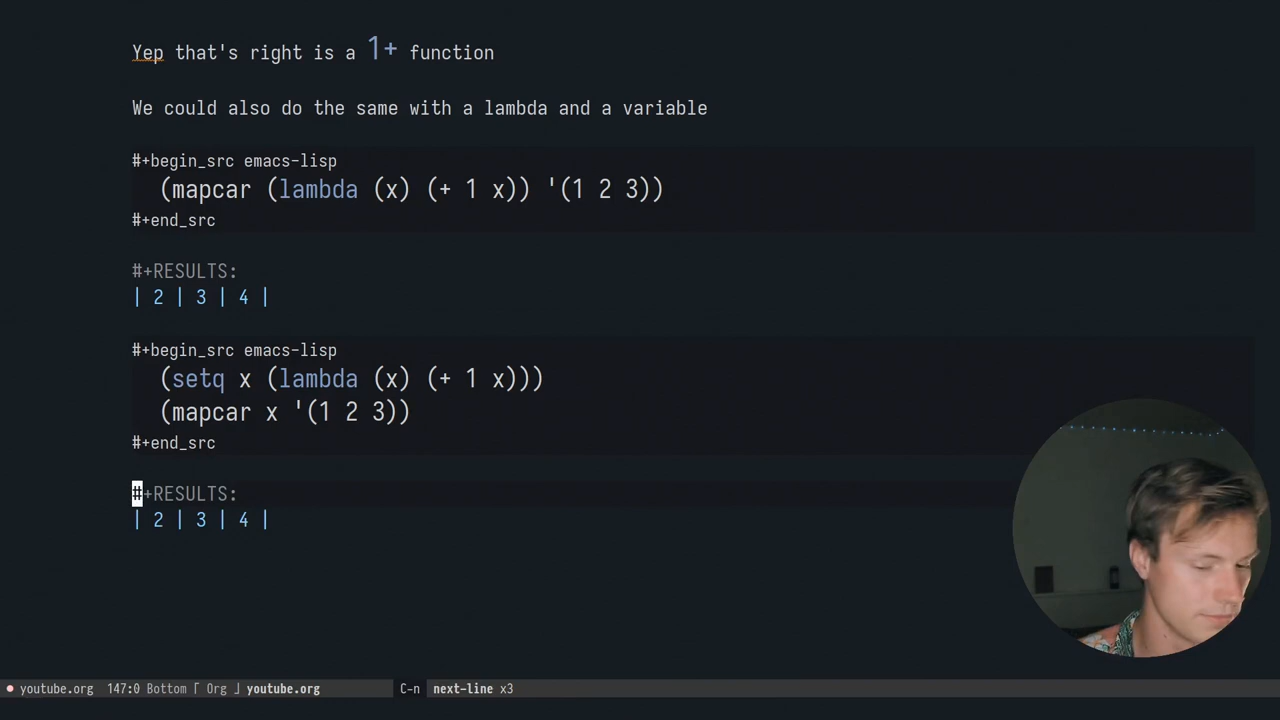 Yep that's right is a 1+ function
We could also do the same with a lambda and a variable
#+begin_src emacs-lisp
(mapcar (lambda (x) (+ 1 x)) '(1 2 3))
#+end_src
#+RESULTS:
| 2 | 3 | 4 |
#+begin_src emacs-lisp
(setq x (lambda (x) (+ 1 x)))
(mapcar x '(1 2 3))
#+end_src
#+RESULTS:
| 2 | 3 | 4 |
youtube.org 147:0 Bottom ｢ Org ｣ youtube.org C-n next-line x3